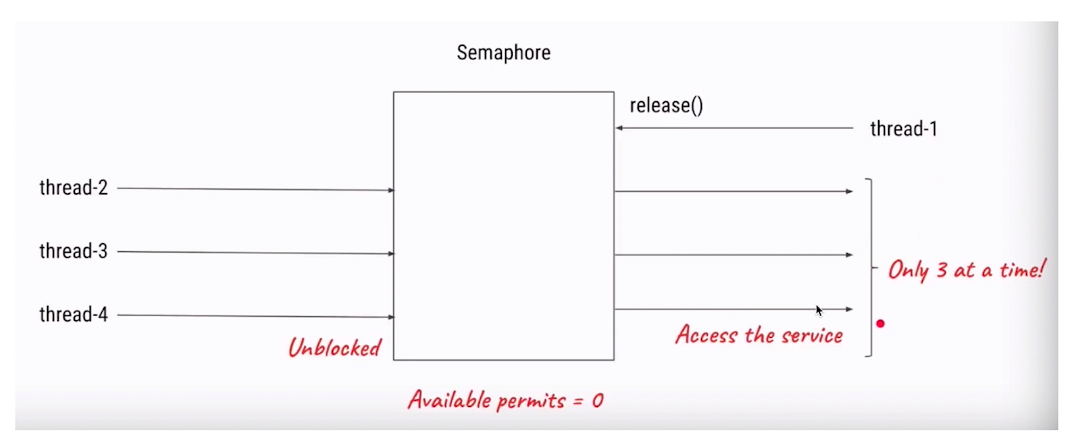 Semaphore
release()
thread-1
thread-2
thread-3
Only 3 at a time!
thread-4
Access the service
Unblocked
Available permits = 0